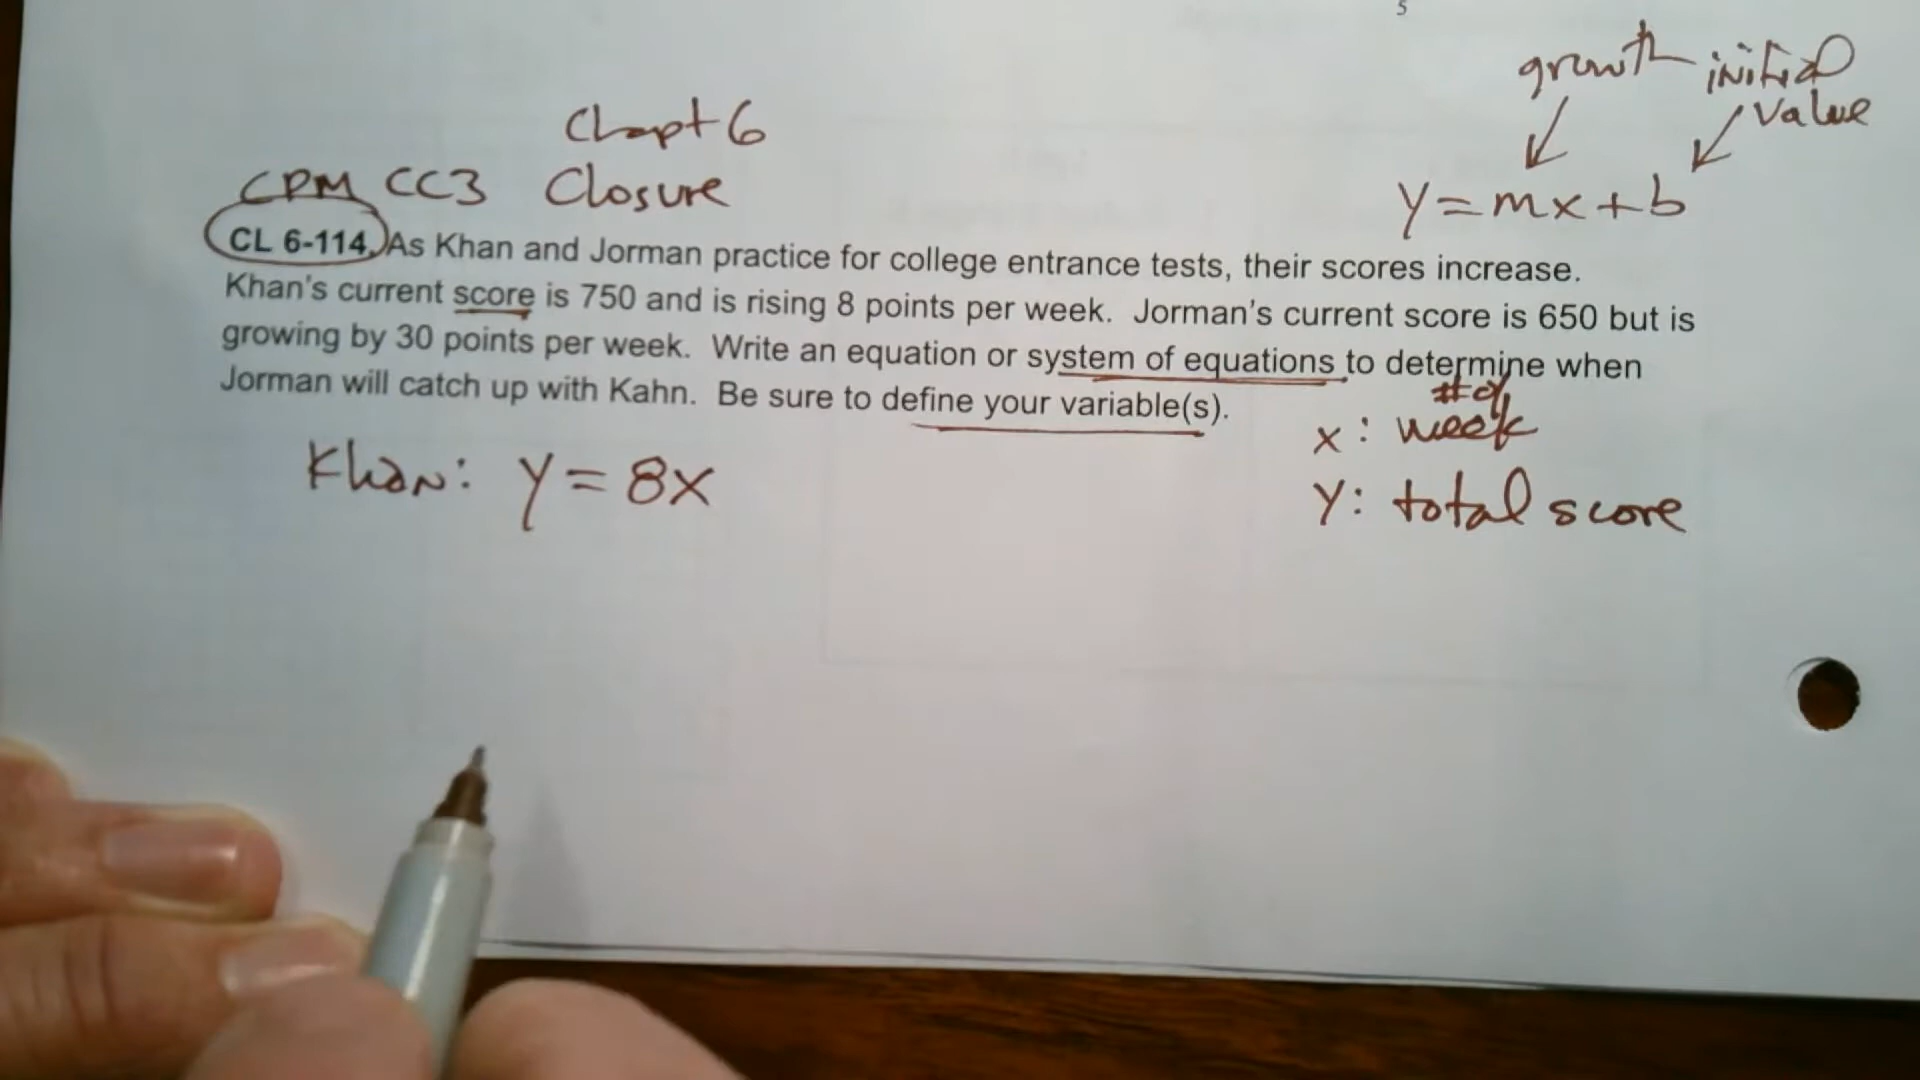 5
growth initial
value
y=mx+b
Chapt 6
CPM CC3 Closure
CL 6-114. As Khan and Jorman practice for college entrance tests, their scores increase.
Khan's current score is 750 and is rising 8 points per week. Jorman's current score is 650 but is
growing by 30 points per week. Write an equation or system of equations to determine when
Jorman will catch up with Kahn. Be sure to define your variable(s).
# of
x: week
y: total score
Khan: y=8x